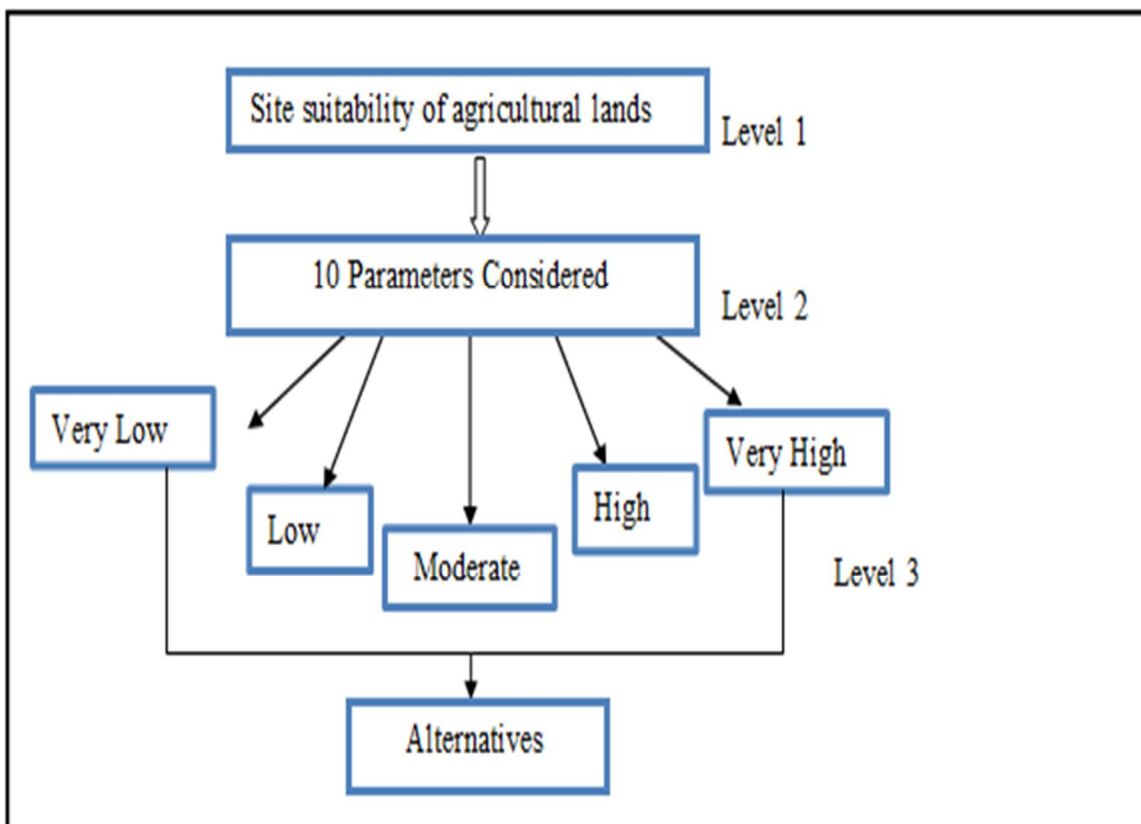 Site suitability of agricultural lands
Level 1
10 Parameters Considered
Level 2
Very Low
Low
Moderate
High
Very High
Level 3
Alternatives